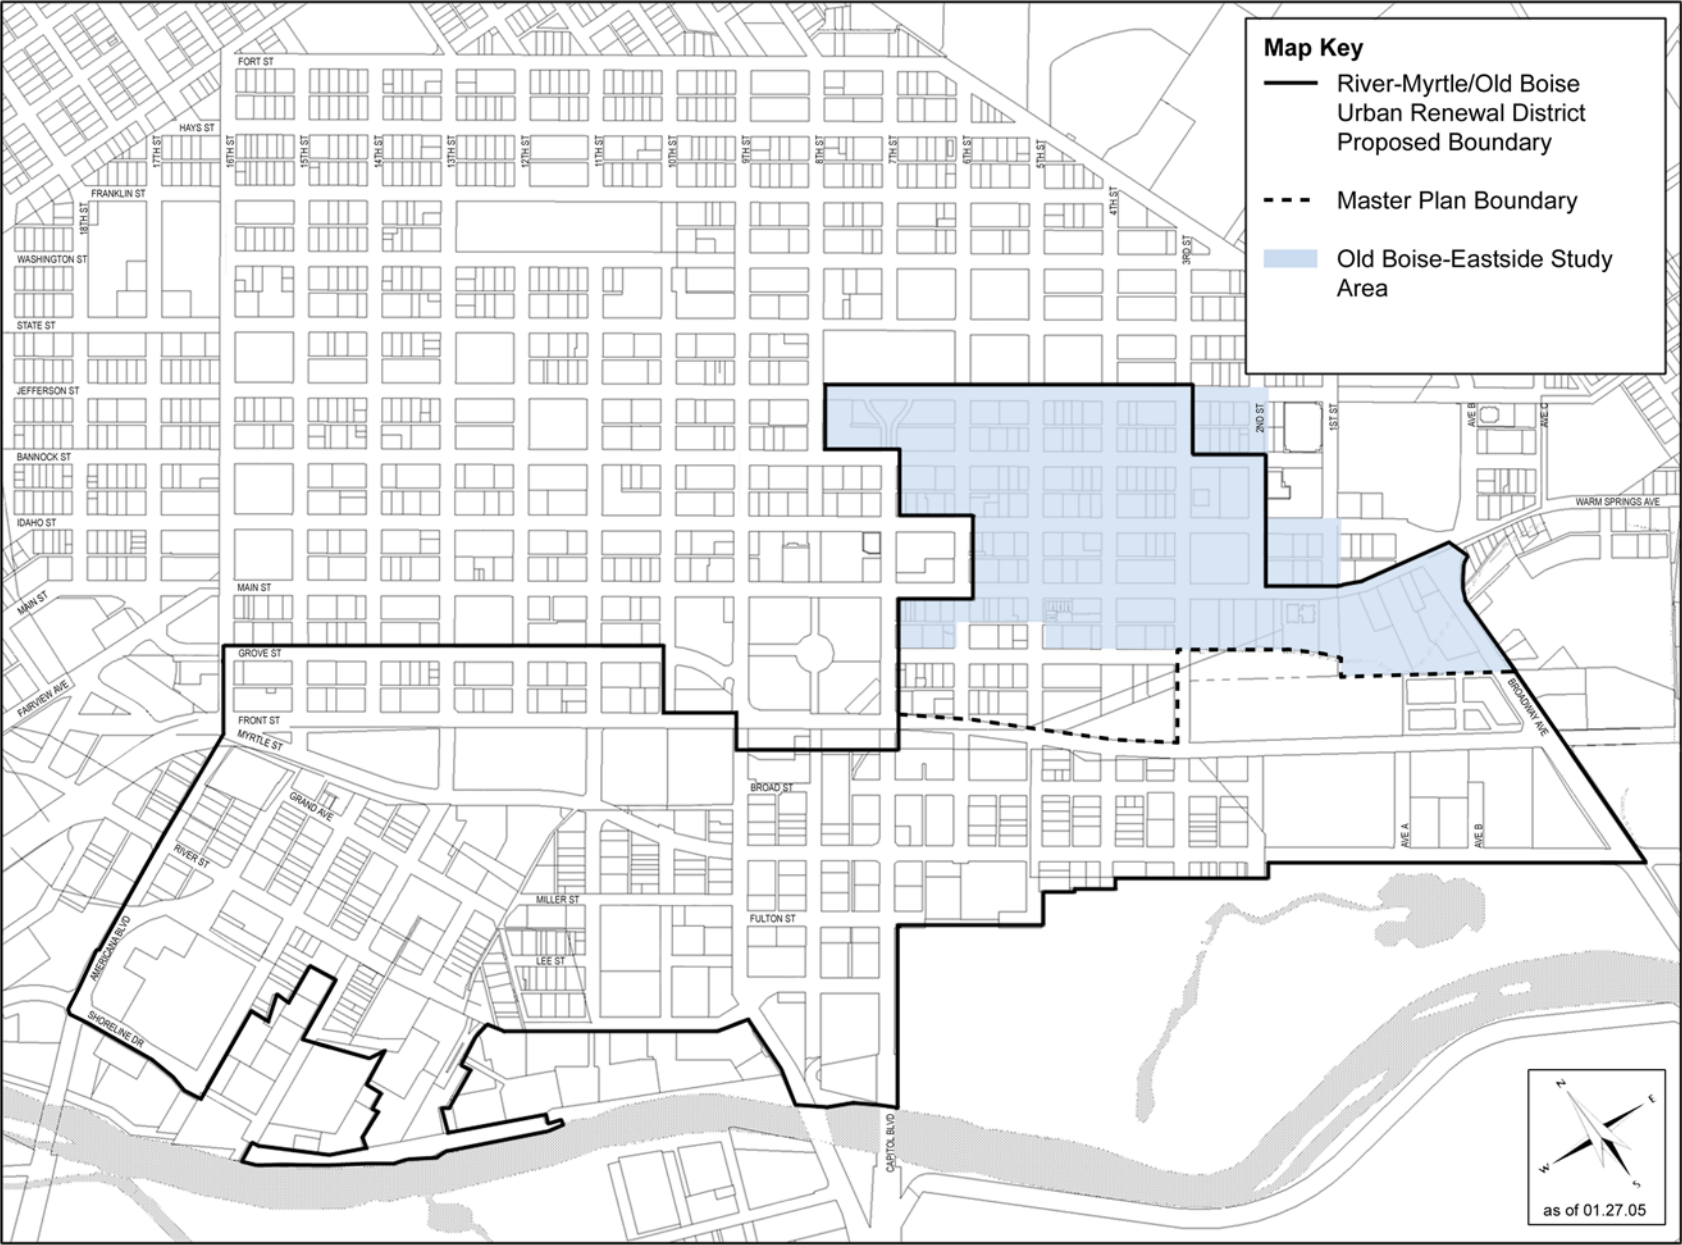 Map Key
River-Myrtle/Old Boise
Urban Renewal District
Proposed Boundary
Master Plan Boundary
Old Boise-Eastside Study
Area
FORT ST
HAYS ST
17TH ST
16TH ST
15TH ST
14TH ST
13TH ST
12TH ST
11TH ST
10TH ST
9TH ST
8TH ST
7TH ST
6TH ST
5TH ST
FRANKLIN ST
18TH ST
4TH ST
3RD ST
WASHINGTON ST
STATE ST
JEFFERSON ST
2ND ST
1ST ST
AVE B
AVE C
BANNOCK ST
WARM SPRINGS AVE
IDAHO ST
MAIN ST
MAIN ST
GROVE ST
FAIRVIEW AVE
FRONT ST
MYRTLE ST
BROADWAY AVE
BROAD ST
GRAND AVE
RIVER ST
AVE A
AVE B
MILLER ST
FULTON ST
AMERICANA BLVD
LEE ST
SHORELINE DR
CAPITOL BLVD
N
E
W
S
as of 01.27.05